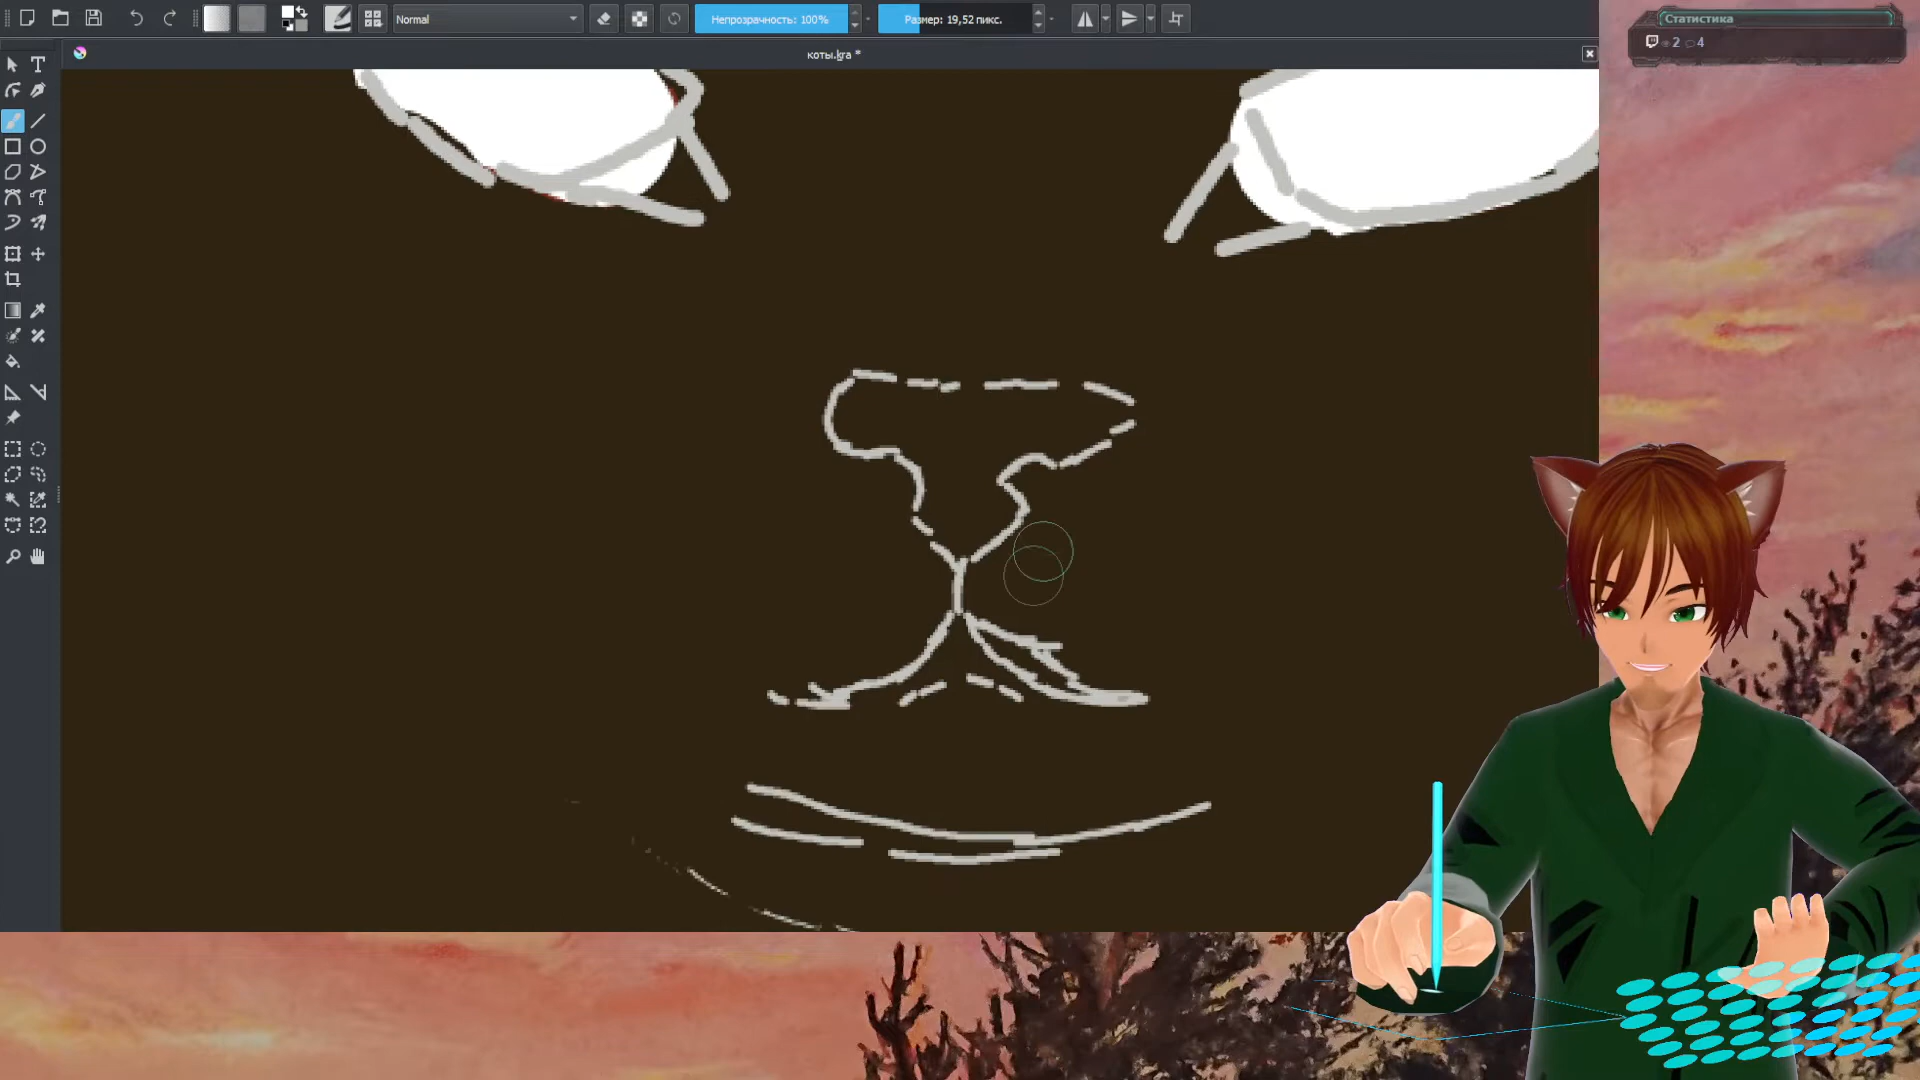 Normal
Непрозрачность: 100%
Размер: 19,52 пикс.
коты.kra *
Статистика
2 4